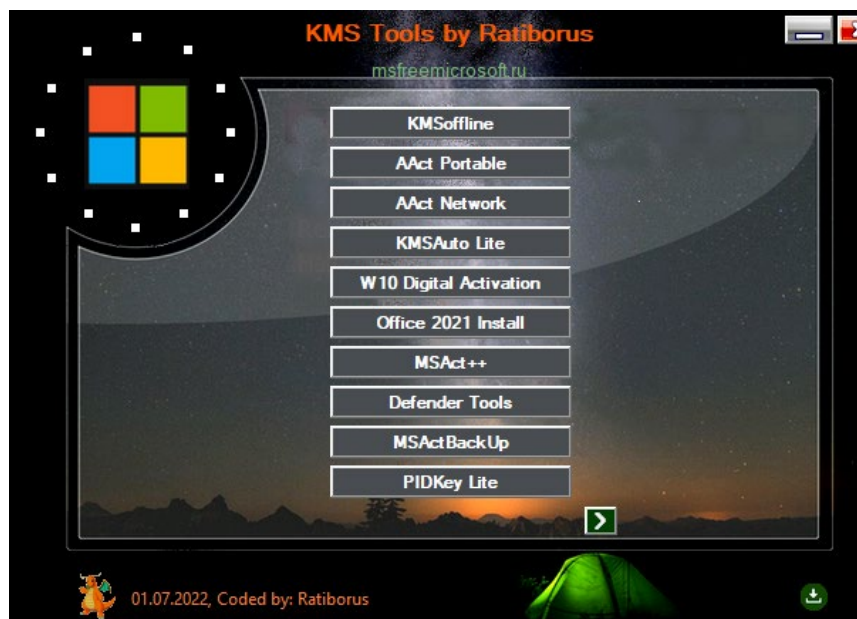 KMS Tools by Ratiborus
msfreemicrosoft.ru
KMSoffline
AAct Portable
AAct Network
KMSAuto Lite
W10 Digital Activation
Office 2021 Install
MSAct++
Defender Tools
MSActBackUp
PIDKey Lite
01.07.2022, Coded by: Ratiborus